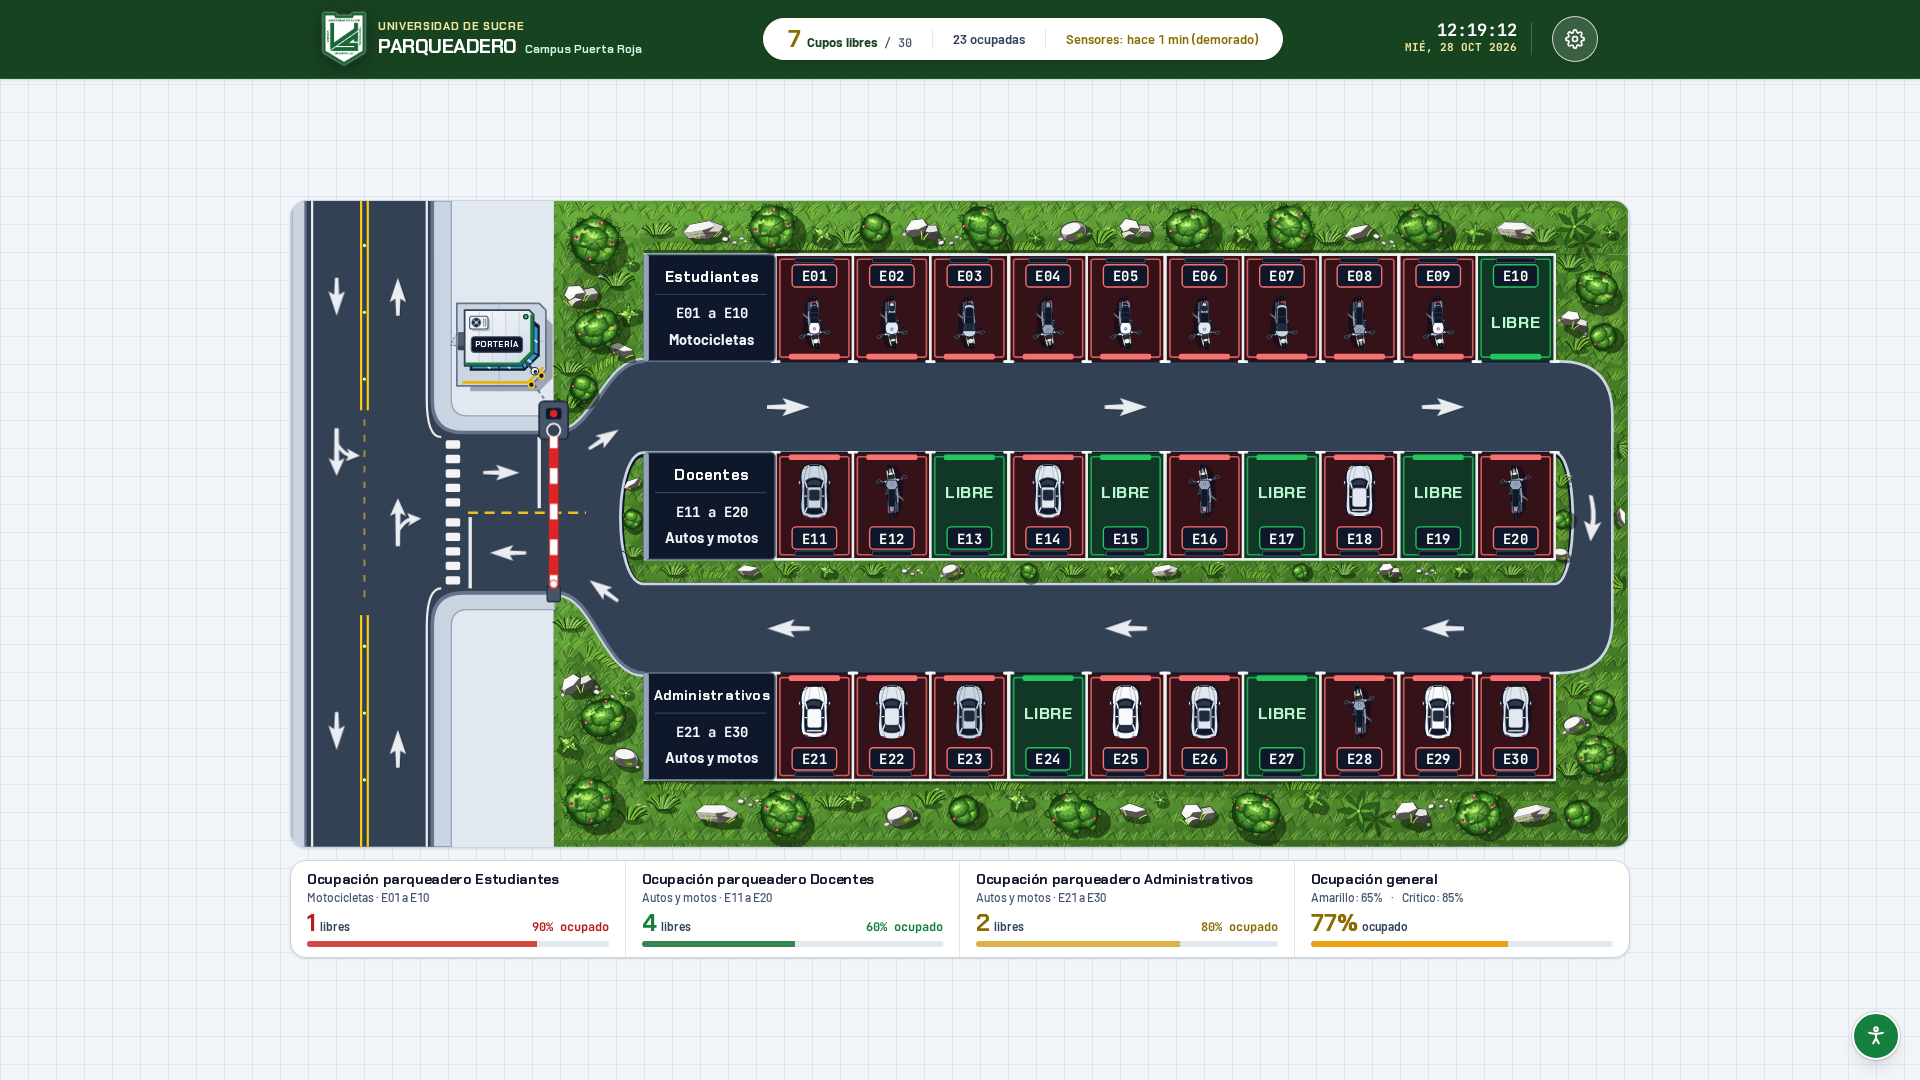 UNIVERSIDAD DE SUCRE
PARQUEADERO Campus Puerta Roja
7 Cupos libres / 30
23 ocupadas
Sensores: hace 1 min (demorado)
12:19:12
MIÉ, 28 OCT 2026
PORTERÍA
Estudiantes
E01 a E10
Motocicletas
E01 E02 E03 E04 E05 E06 E07 E08 E09 E10
LIBRE
Docentes
E11 a E20
Autos y motos
LIBRE LIBRE LIBRE LIBRE
E11 E12 E13 E14 E15 E16 E17 E18 E19 E20
Administrativos
E21 a E30
Autos y motos
LIBRE LIBRE
E21 E22 E23 E24 E25 E26 E27 E28 E29 E30
Ocupación parqueadero Estudiantes
Motocicletas · E01 a E10
1 libres 90% ocupado
Ocupación parqueadero Docentes
Autos y motos · E11 a E20
4 libres 60% ocupado
Ocupación parqueadero Administrativos
Autos y motos · E21 a E30
2 libres 80% ocupado
Ocupación general
Amarillo: 65% · Crítico: 85%
77% ocupado